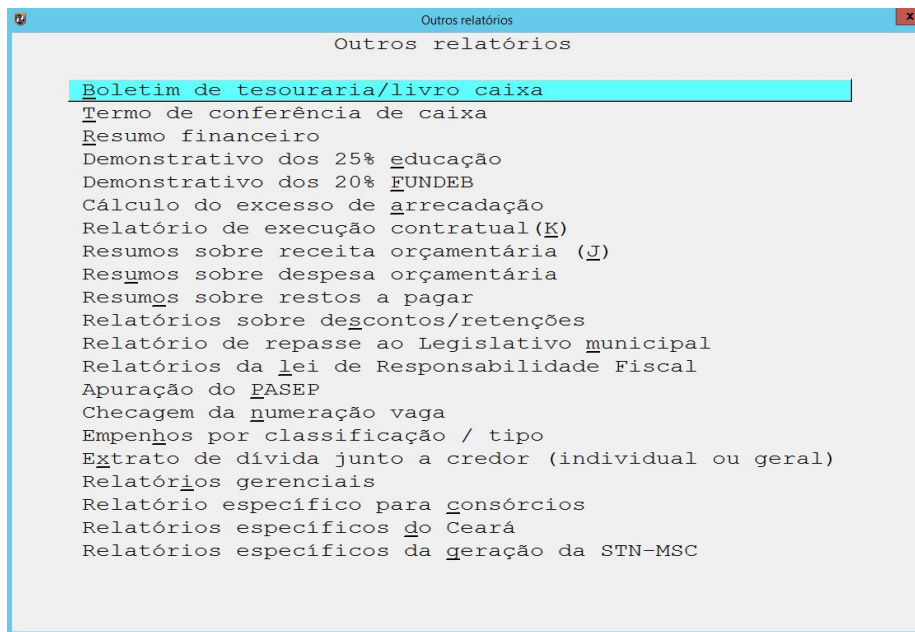 Outros relatórios
x
Outros relatórios
Boletim de tesouraria/livro caixa
Termo de conferência de caixa
Resumo financeiro
Demonstrativo dos 25% educação
Demonstrativo dos 20% FUNDEB
Cálculo do excesso de arrecadação
Relatório de execução contratual(K)
Resumos sobre receita orçamentária (J)
Resumos sobre despesa orçamentária
Resumos sobre restos a pagar
Relatórios sobre descontos/retenções
Relatório de repasse ao Legislativo municipal
Relatórios da lei de Responsabilidade Fiscal
Apuração do PASEP
Checagem da numeração vaga
Empenhos por classificação / tipo
Extrato de dívida junto a credor (individual ou geral)
Relatórios gerenciais
Relatório específico para consórcios
Relatórios específicos do Ceará
Relatórios específicos da geração da STN-MSC